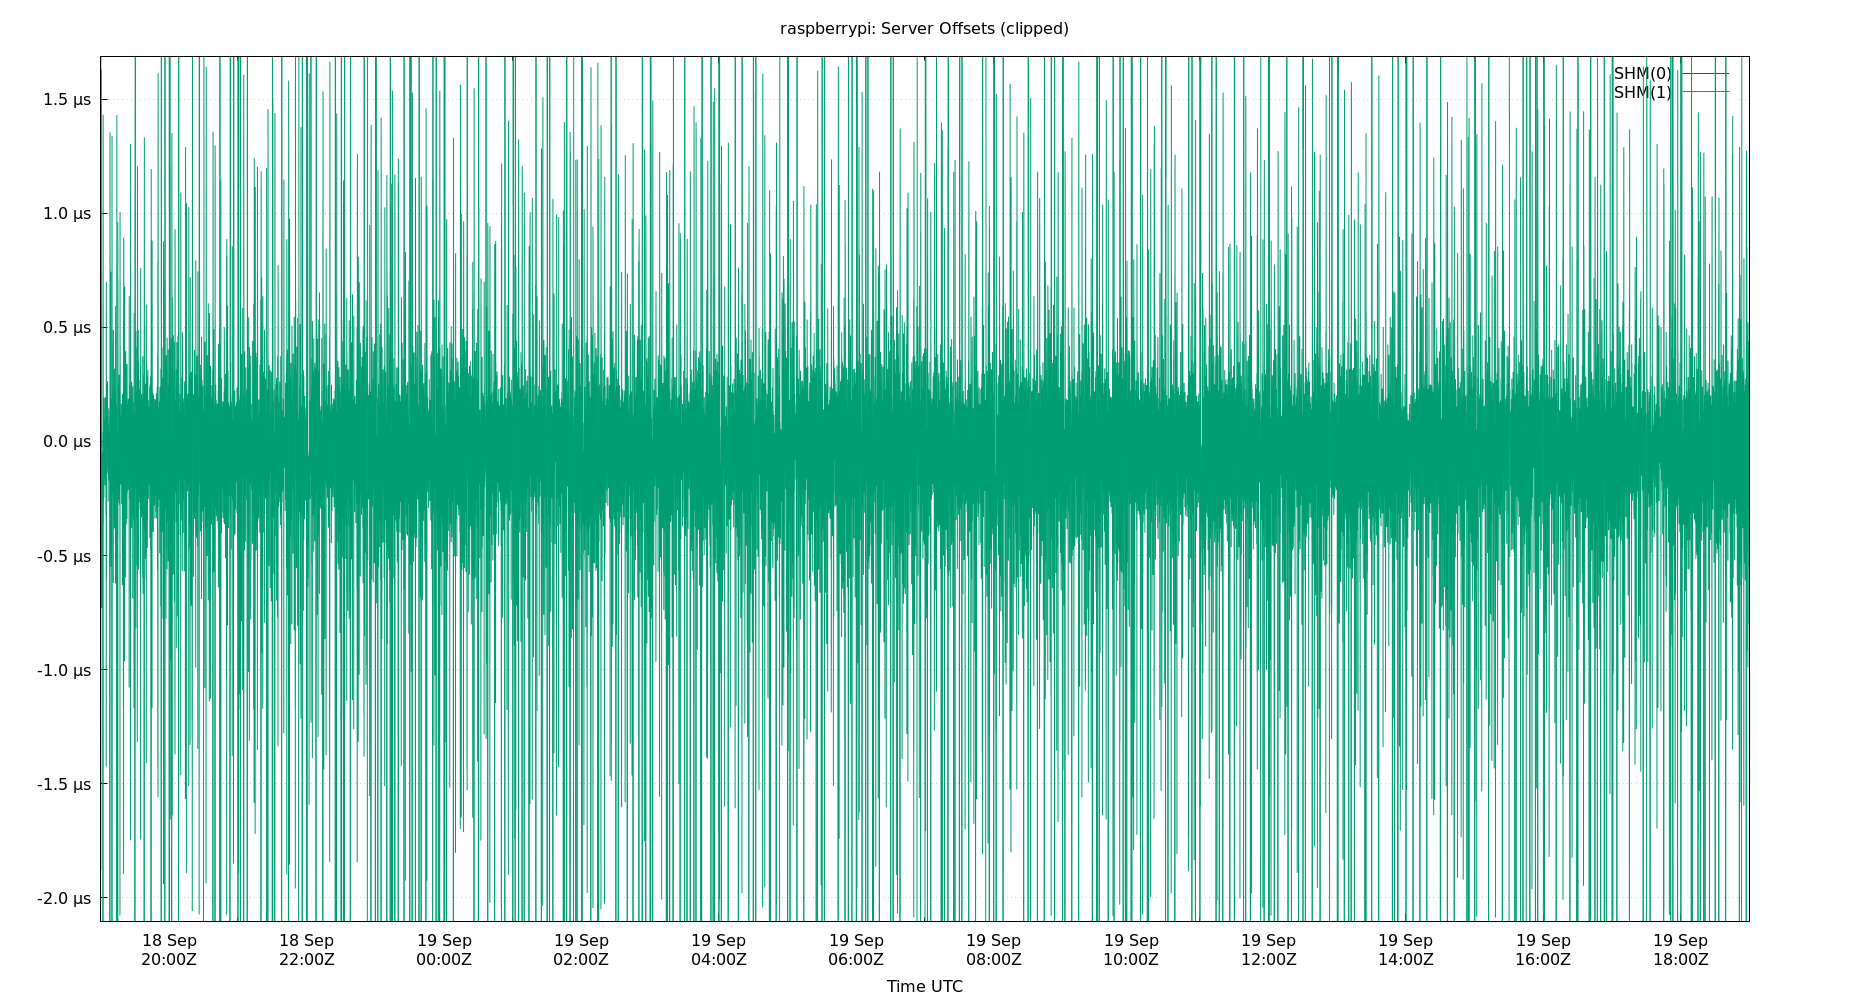 raspberrypi: Server Offsets (clipped)
SHM(0)
SHM(1)
1.5 µs
1.0 µs
0.5 µs
0.0 µs
-0.5 µs
-1.0 µs
-1.5 µs
-2.0 µs
18 Sep 18 Sep 19 Sep 19 Sep 19 Sep 19 Sep 19 Sep 19 Sep 19 Sep 19 Sep 19 Sep 19 Sep
20:00Z 22:00Z 00:00Z 02:00Z 04:00Z 06:00Z 08:00Z 10:00Z 12:00Z 14:00Z 16:00Z 18:00Z
Time UTC